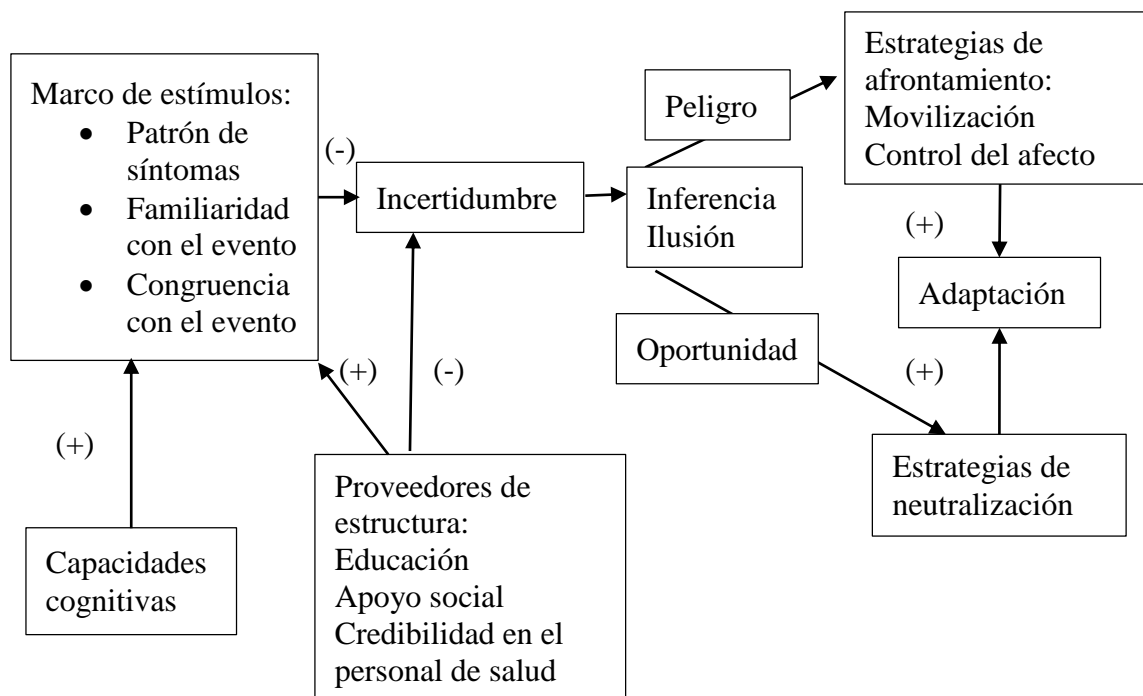 Marco de estímulos:
• Patrón de
síntomas
• Familiaridad
con el evento
• Congruencia
con el evento
(-)
Incertidumbre
Peligro
Inferencia
Ilusión
Oportunidad
Estrategias de
afrontamiento:
Movilización
Control del afecto
(+)
Adaptación
(+)
Estrategias de
neutralización
(+)
(-)
(+)
Proveedores de
estructura:
Educación
Apoyo social
Credibilidad en el
personal de salud
Capacidades
cognitivas